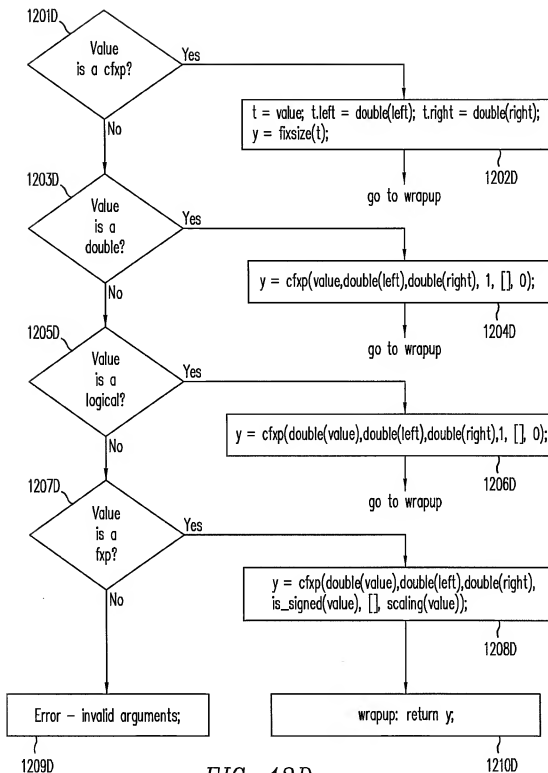 1201D
Value
is a cfxp?
Yes
No
t = value; t.left = double(left); t.right = double(right);
y = fixsize(t);
1202D
go to wrapup
1203D
Value
is a
double?
Yes
No
y = cfxp(value,double(left),double(right), 1, [], 0);
1204D
go to wrapup
1205D
Value
is a
logical?
Yes
No
y = cfxp(double(value),double(left),double(right),1, [], 0);
1206D
go to wrapup
1207D
Value
is a
fxp?
Yes
No
y = cfxp(double(value),double(left),double(right),
is_signed(value), [], scaling(value));
1208D
Error – invalid arguments;
1209D
wrapup: return y;
1210D